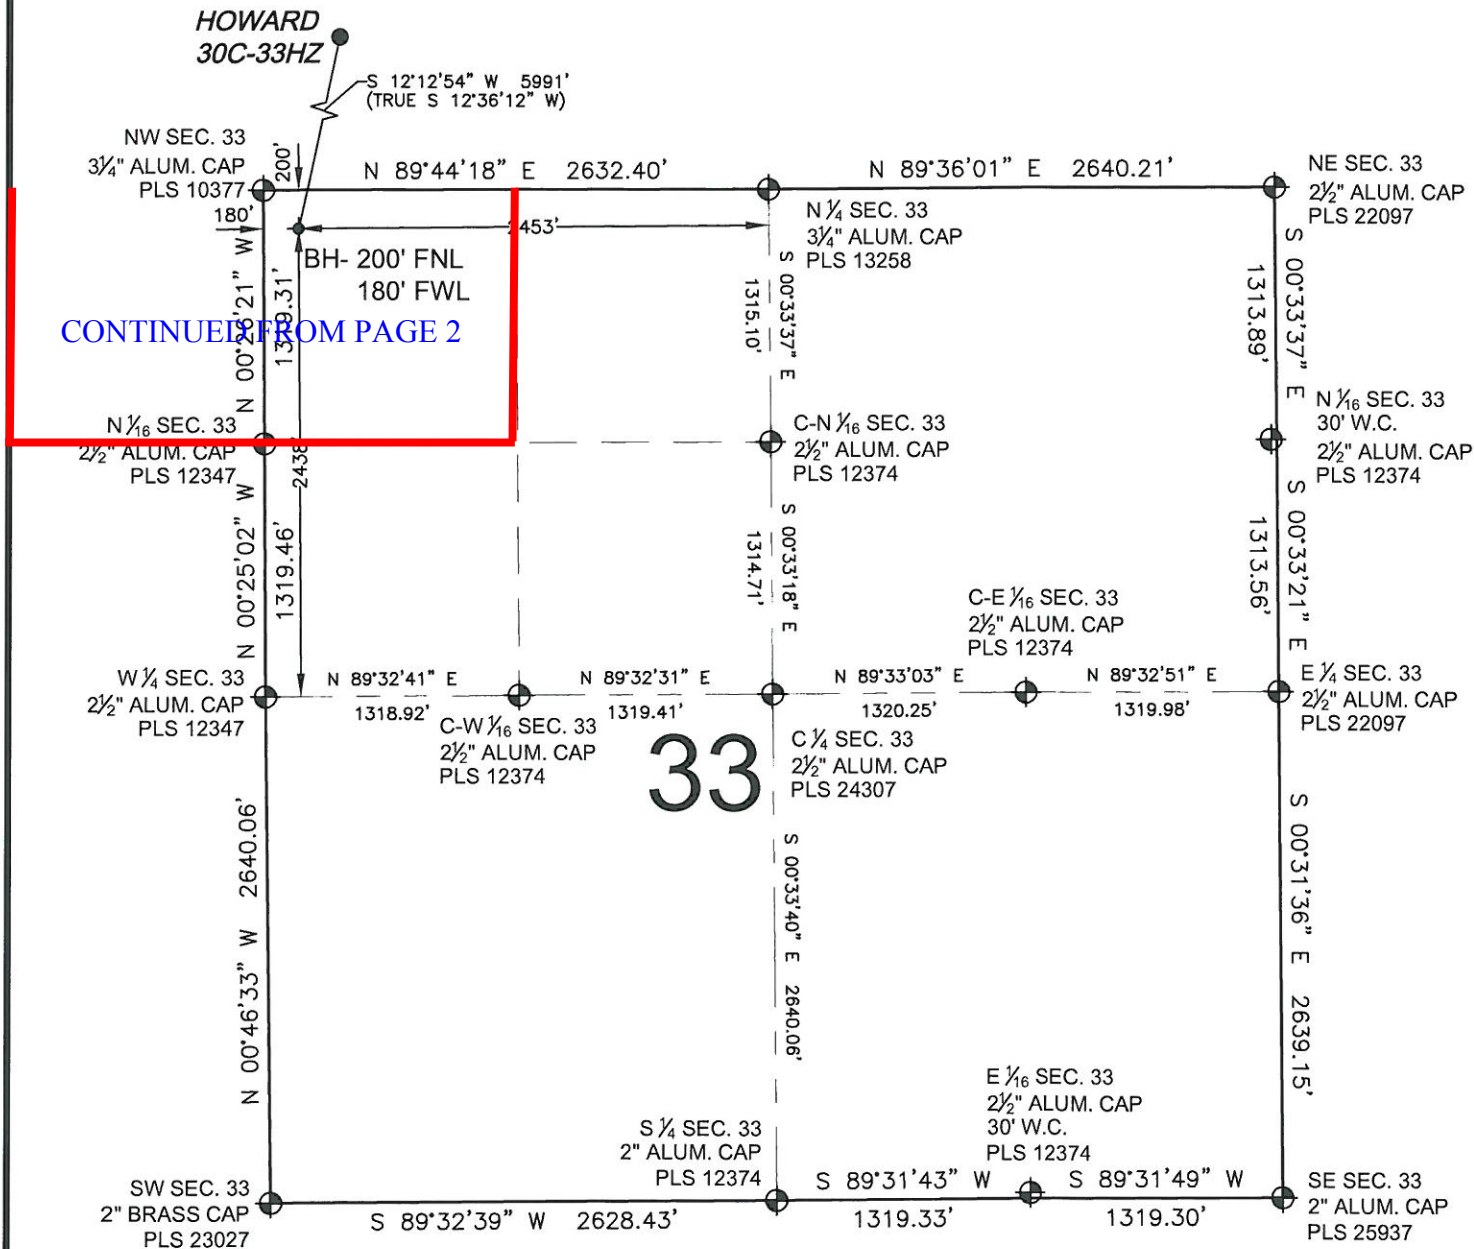 HOWARD
30C-33HZ
S 12°12'54" W 5991'
(TRUE S 12°36'12" W)
NW SEC. 33
3¼" ALUM. CAP
PLS 10377
200'
N 89°44'18" E 2632.40'
N 89°36'01" E 2640.21'
NE SEC. 33
2½" ALUM. CAP
PLS 22097
180'
2453'
N ¼ SEC. 33
3¼" ALUM. CAP
PLS 13258
BH- 200' FNL
180' FWL
CONTINUED FROM PAGE 2
N 00°26'21" W
1319.31'
2438'
S 00°33'37" E
1315.10'
S 00°33'37" E
1313.89'
N 1⁄16 SEC. 33
2½" ALUM. CAP
PLS 12347
C-N 1⁄16 SEC. 33
2½" ALUM. CAP
PLS 12374
N 1⁄16 SEC. 33
30' W.C.
2½" ALUM. CAP
PLS 12374
N 00°25'02" W
1319.46'
S 00°33'18" E
1314.71'
S 00°33'21" E
1313.56'
C-E 1⁄16 SEC. 33
2½" ALUM. CAP
PLS 12374
W ¼ SEC. 33
2½" ALUM. CAP
PLS 12347
N 89°32'41" E
1318.92'
N 89°32'31" E
1319.41'
N 89°33'03" E
1320.25'
N 89°32'51" E
1319.98'
E ¼ SEC. 33
2½" ALUM. CAP
PLS 22097
C-W 1⁄16 SEC. 33
2½" ALUM. CAP
PLS 12374
33
C ¼ SEC. 33
2½" ALUM. CAP
PLS 24307
N 00°46'33" W 2640.06'
S 00°33'40" E 2640.06'
S 00°31'36" E 2639.15'
E 1⁄16 SEC. 33
2½" ALUM. CAP
30' W.C.
PLS 12374
S ¼ SEC. 33
2" ALUM. CAP
PLS 12374
SW SEC. 33
2" BRASS CAP
PLS 23027
S 89°32'39" W 2628.43'
S 89°31'43" W
1319.33'
S 89°31'49" W
1319.30'
SE SEC. 33
2" ALUM. CAP
PLS 25937